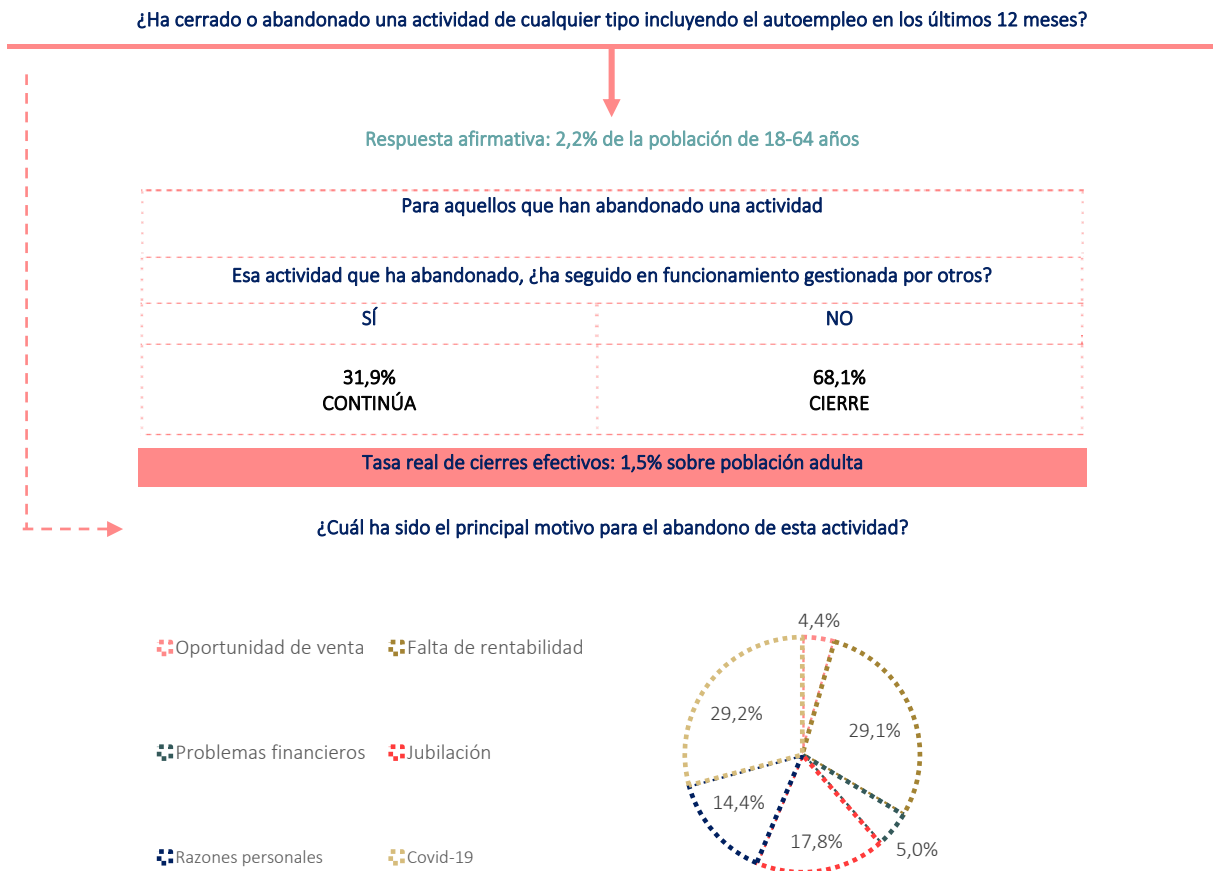 ¿Ha cerrado o abandonado una actividad de cualquier tipo incluyendo el autoempleo en los últimos 12 meses?
Respuesta afirmativa: 2,2% de la población de 18-64 años
Para aquellos que han abandonado una actividad
Esa actividad que ha abandonado, ¿ha seguido en funcionamiento gestionada por otros?
SÍ
NO
31,9%
CONTINÚA
68,1%
CIERRE
Tasa real de cierres efectivos: 1,5% sobre población adulta
¿Cuál ha sido el principal motivo para el abandono de esta actividad?
Oportunidad de venta
Falta de rentabilidad
Problemas financieros
Jubilación
Razones personales
Covid-19
4,4%
29,1%
5,0%
17,8%
14,4%
29,2%